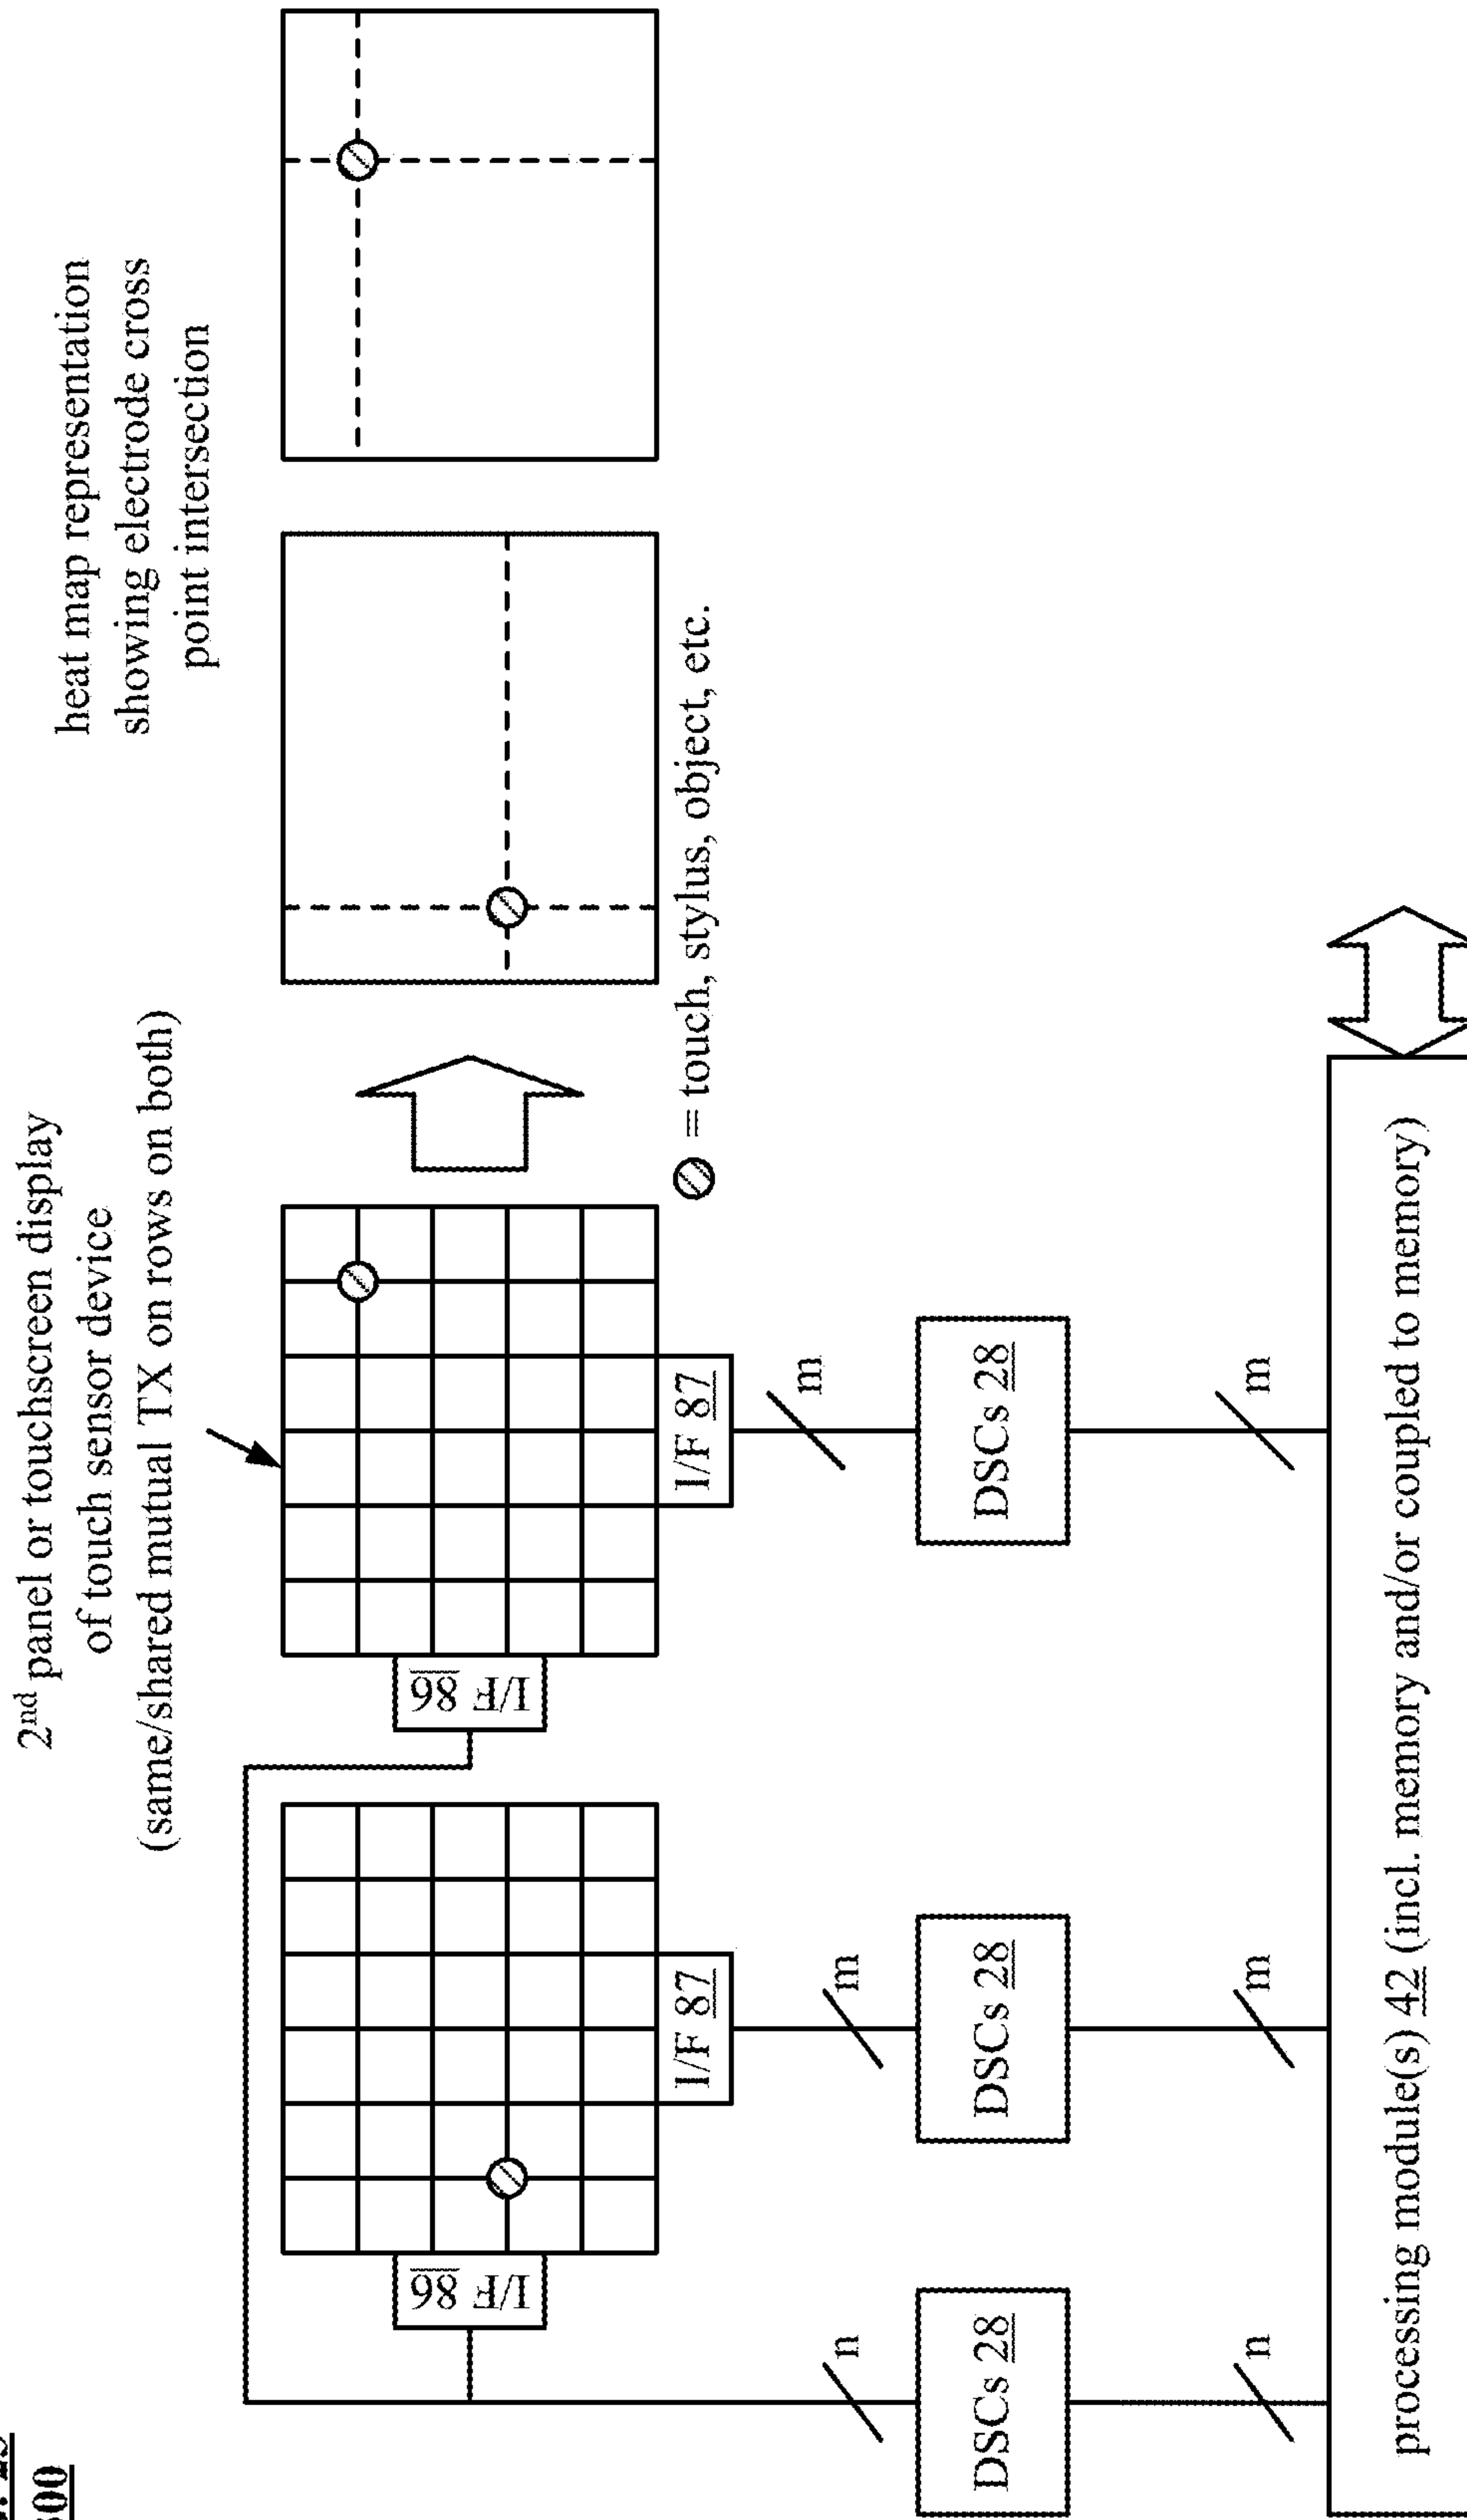 2nd panel or touchscreen display
of touch sensor device
(same/shared mutual TX on rows on both)
heat map representation
showing electrode cross
point intersection
I/F 86
I/F 86
I/F 87
I/F 87
= touch, stylus, object, etc.
n
m
m
DSCs 28
DSCs 28
DSCs 28
n
m
m
processing module(s) 42 (incl. memory and/or coupled to memory)